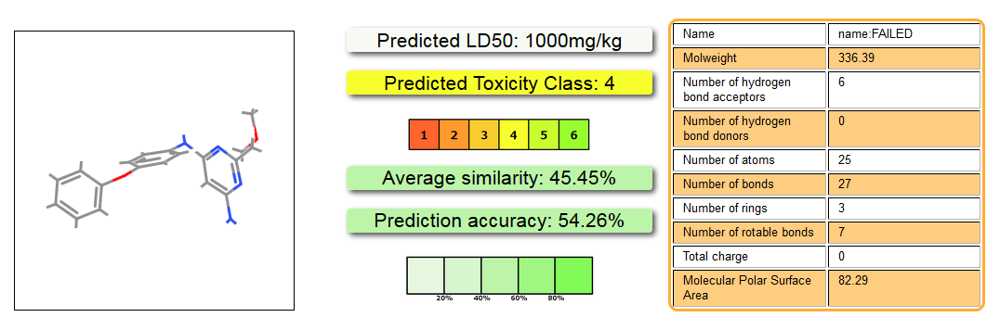 Predicted LD50: 1000mg/kg
Predicted Toxicity Class: 4
1 2 3 4 5 6
Average similarity: 45.45%
Prediction accuracy: 54.26%
20% 40% 60% 80%
Name name:FAILED
Molweight 336.39
Number of hydrogen
bond acceptors 6
Number of hydrogen
bond donors 0
Number of atoms 25
Number of bonds 27
Number of rings 3
Number of rotable bonds 7
Total charge 0
Molecular Polar Surface
Area 82.29